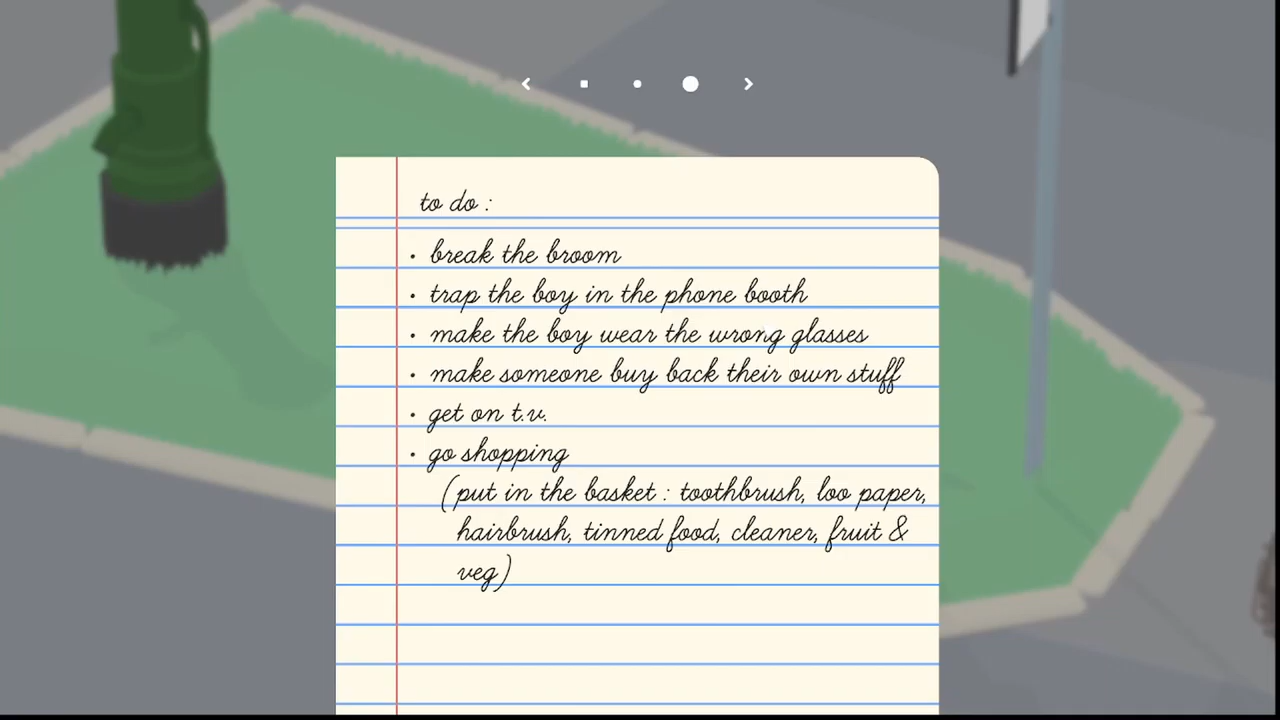 to do :
• break the broom
• trap the boy in the phone booth
• make the boy wear the wrong glasses
• make someone buy back their own stuff
• get on t.v.
• go shopping
(put in the basket : toothbrush, loo paper,
hairbrush, tinned food, cleaner, fruit &
veg)